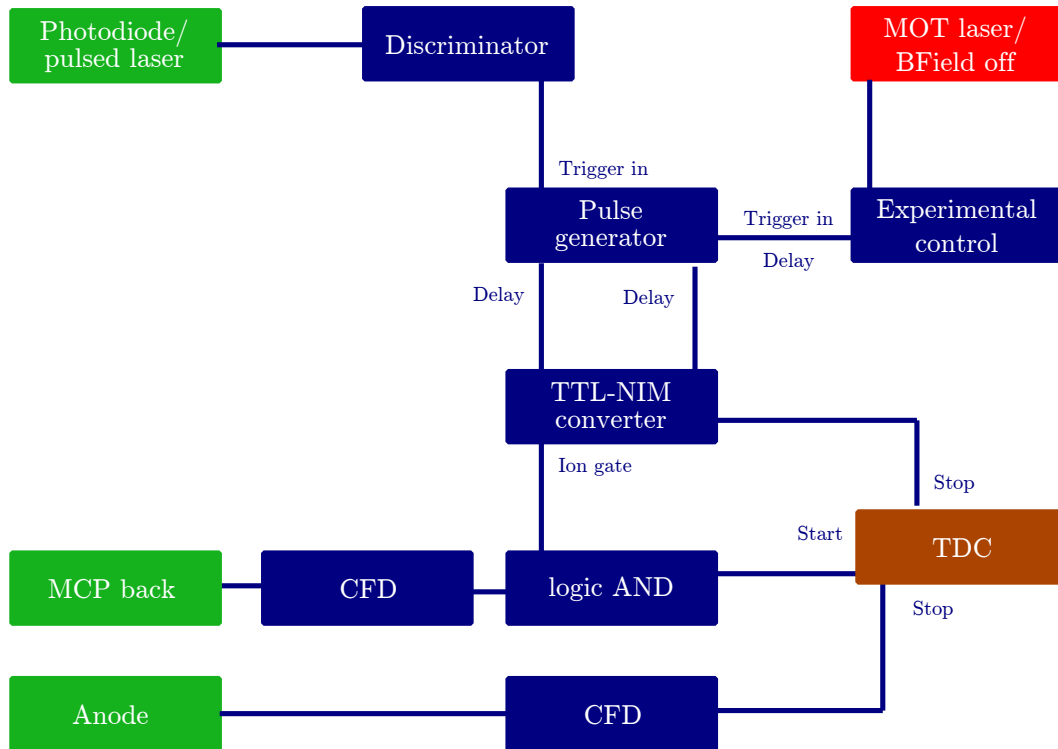 Photodiode/
pulsed laser
Discriminator
MOT laser/
BField off
Trigger in
Pulse
generator
Trigger in
Delay
Experimental
control
Delay
Delay
TTL-NIM
converter
Ion gate
Stop
Start
TDC
MCP back
CFD
logic AND
Stop
Anode
CFD